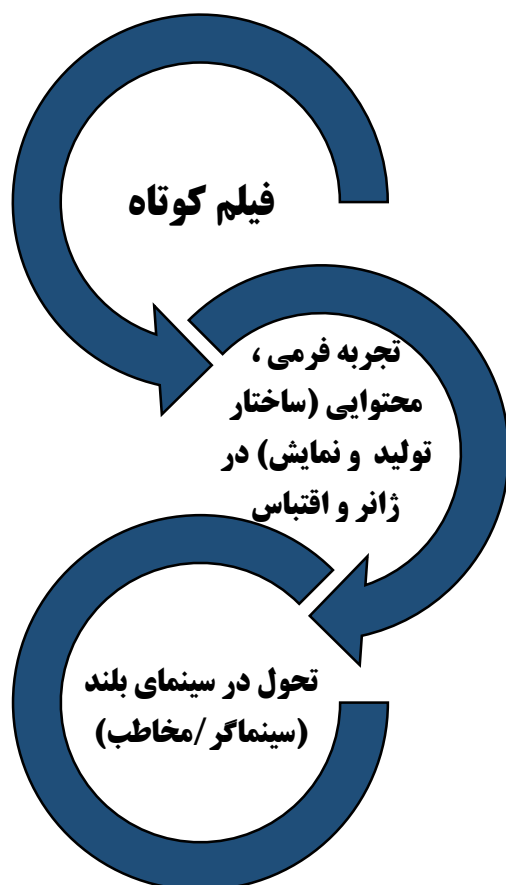 فیلم کوتاه
تجربه فرمی ،
محتوایی (ساختار
تولید و نمایش) در
ژانر و اقتباس
تحول در سینمای بلند
(سینماگر/مخاطب)